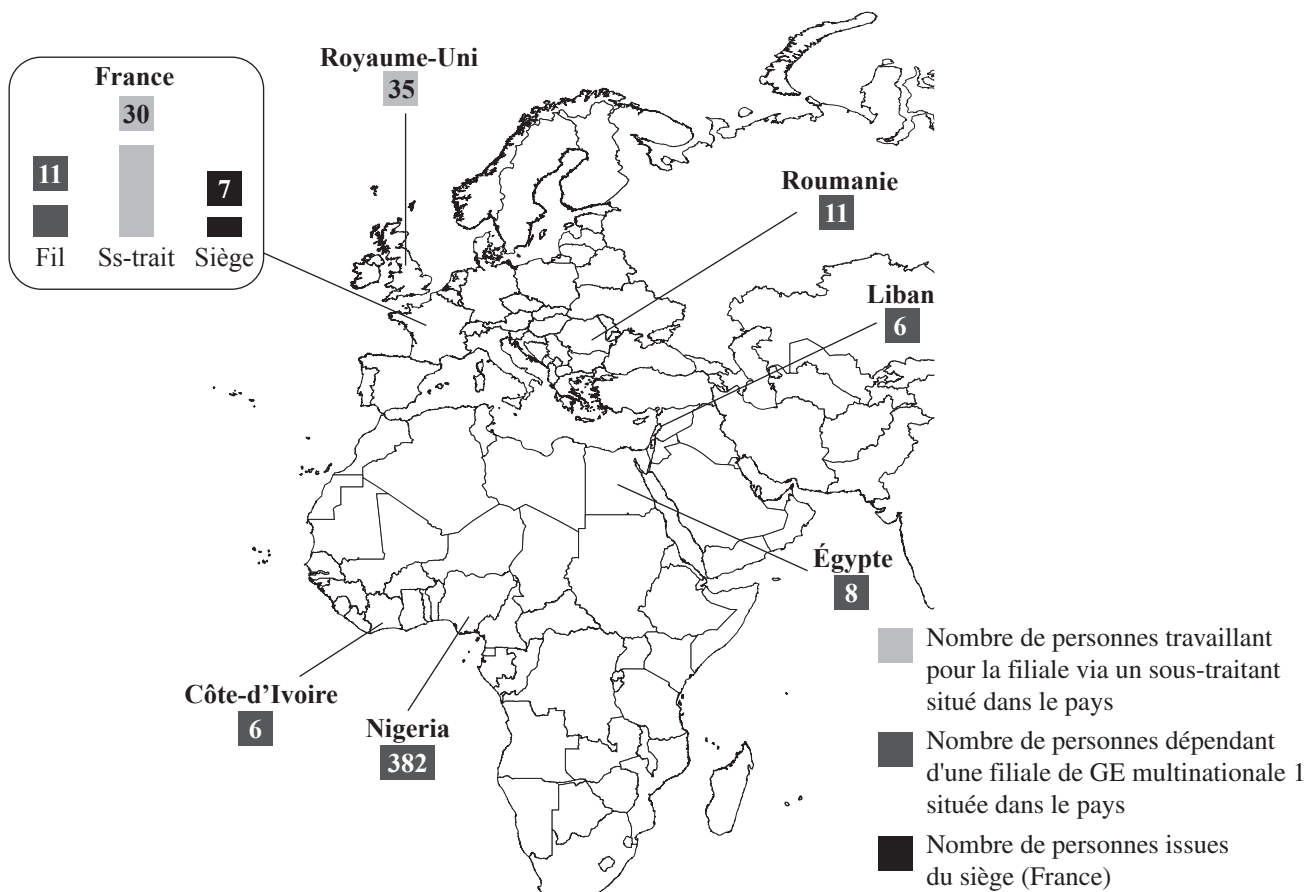 France
30
11
7
Fil
Ss-trait
Siège
Royaume-Uni
35
Roumanie
11
Liban
6
Égypte
8
Côte-d'Ivoire
6
Nigeria
382
Nombre de personnes travaillant
pour la filiale via un sous-traitant
situé dans le pays
Nombre de personnes dépendant
d'une filiale de GE multinationale 1
située dans le pays
Nombre de personnes issues
du siège (France)